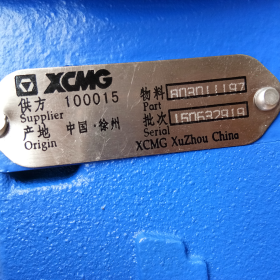 XCMG
供方 100015 物料 803011197
Supplier Part
产地 中国·徐州 批次
Origin Serial
XCMG XuZhou China